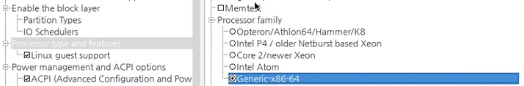 Enable the block layer
Partition Types
IO Schedulers
Processor type and features
Linux guest support
Power management and ACPI options
ACPI (Advanced Configuration and Pow
Memtest
Processor family
Opteron/Athlon64/Hammer/K8
Intel P4 / older Netburst based Xeon
Core 2/newer Xeon
Intel Atom
Generic-x86-64